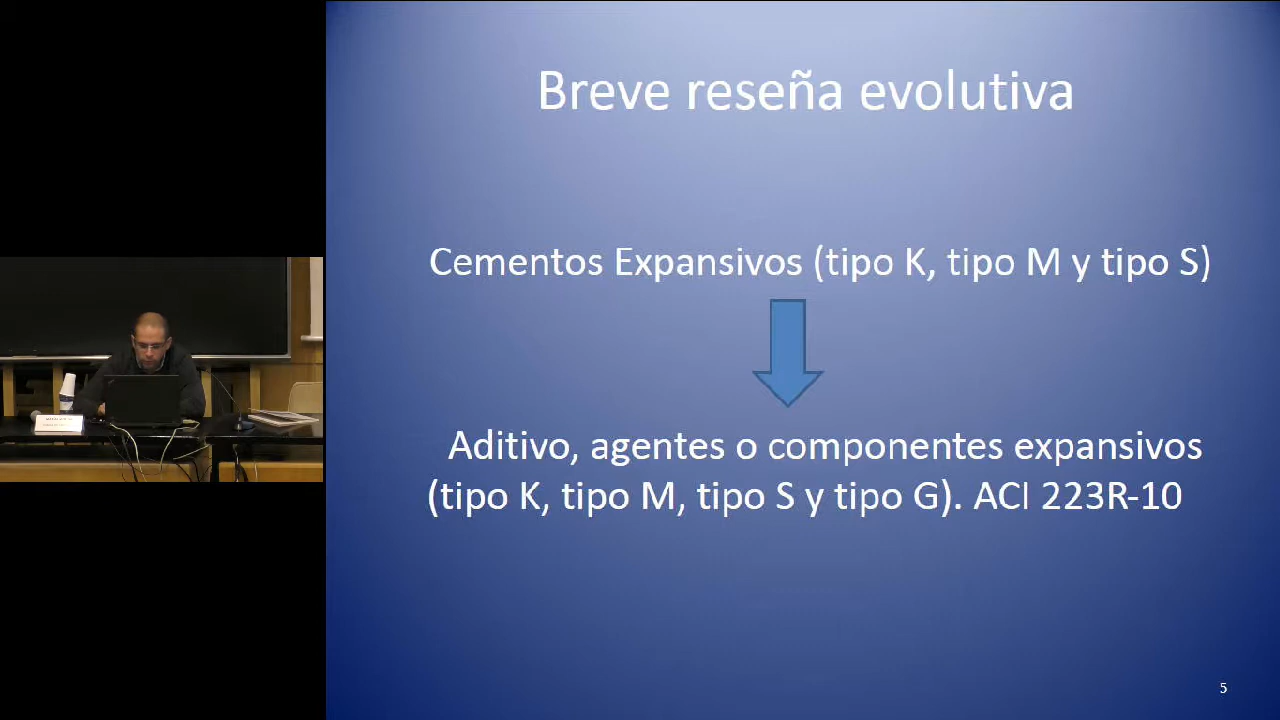 Breve reseña evolutiva
Cementos Expansivos (tipo K, tipo M y tipo S)
Aditivo, agentes o componentes expansivos
(tipo K, tipo M, tipo S y tipo G). ACI 223R-10
5